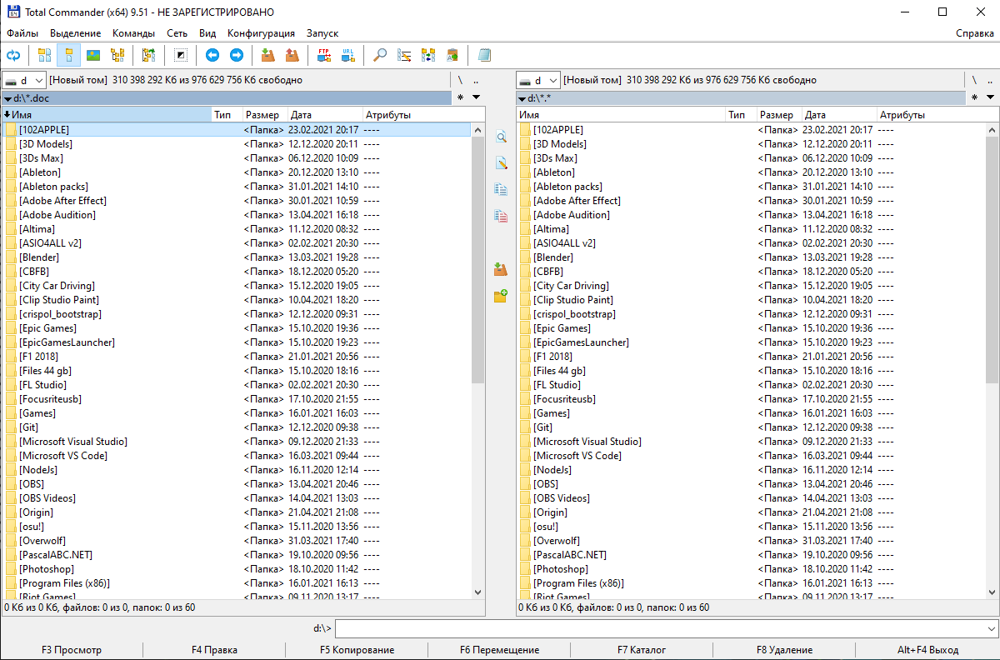 Total Commander (x64) 9.51 - НЕ ЗАРЕГИСТРИРОВАНО
Файлы Выделение Команды Сеть Вид Конфигурация Запуск Справка
FTP URL
d [Новый том] 310 398 292 Кб из 976 629 756 Кб свободно \ ..
d:\*.doc * ▼
Имя Тип Размер Дата Атрибуты
[102APPLE] <Папка> 23.02.2021 20:17 ----
[3D Models] <Папка> 12.12.2020 20:11 ----
[3Ds Max] <Папка> 06.12.2020 10:09 ----
[Ableton] <Папка> 20.12.2020 13:10 ----
[Ableton packs] <Папка> 31.01.2021 14:10 ----
[Adobe After Effect] <Папка> 30.01.2021 10:59 ----
[Adobe Audition] <Папка> 13.04.2021 16:18 ----
[Altima] <Папка> 11.12.2020 08:32 ----
[ASIO4ALL v2] <Папка> 02.02.2021 20:30 ----
[Blender] <Папка> 13.03.2021 19:28 ----
[CBFB] <Папка> 18.12.2020 05:20 ----
[City Car Driving] <Папка> 15.12.2020 19:05 ----
[Clip Studio Paint] <Папка> 10.04.2021 18:20 ----
[crispol_bootstrap] <Папка> 12.12.2020 09:31 ----
[Epic Games] <Папка> 15.10.2020 19:36 ----
[EpicGamesLauncher] <Папка> 15.10.2020 19:23 ----
[F1 2018] <Папка> 21.01.2021 20:56 ----
[Files 44 gb] <Папка> 15.10.2020 18:16 ----
[FL Studio] <Папка> 02.02.2021 20:30 ----
[Focusriteusb] <Папка> 17.10.2020 21:55 ----
[Games] <Папка> 16.01.2021 16:03 ----
[Git] <Папка> 12.12.2020 09:38 ----
[Microsoft Visual Studio] <Папка> 09.12.2020 21:33 ----
[Microsoft VS Code] <Папка> 16.03.2021 09:44 ----
[NodeJs] <Папка> 16.11.2020 12:14 ----
[OBS] <Папка> 13.04.2021 20:46 ----
[OBS Videos] <Папка> 14.04.2021 13:03 ----
[Origin] <Папка> 21.04.2021 21:08 ----
[osu!] <Папка> 15.11.2020 13:56 ----
[Overwolf] <Папка> 31.03.2021 17:40 ----
[PascalABC.NET] <Папка> 19.10.2020 09:56 ----
[Photoshop] <Папка> 18.10.2020 11:42 ----
[Program Files (x86)] <Папка> 16.01.2021 16:13 ----
[Riot Games] <Папка> 09.11.2020 13:17 ----
0 Кб из 0 Кб, файлов: 0 из 0, папок: 0 из 60
d [Новый том] 310 398 292 Кб из 976 629 756 Кб свободно \ ..
d:\*.* * ▼
Имя Тип Размер Дата Атрибуты
[102APPLE] <Папка> 23.02.2021 20:17 ----
[3D Models] <Папка> 12.12.2020 20:11 ----
[3Ds Max] <Папка> 06.12.2020 10:09 ----
[Ableton] <Папка> 20.12.2020 13:10 ----
[Ableton packs] <Папка> 31.01.2021 14:10 ----
[Adobe After Effect] <Папка> 30.01.2021 10:59 ----
[Adobe Audition] <Папка> 13.04.2021 16:18 ----
[Altima] <Папка> 11.12.2020 08:32 ----
[ASIO4ALL v2] <Папка> 02.02.2021 20:30 ----
[Blender] <Папка> 13.03.2021 19:28 ----
[CBFB] <Папка> 18.12.2020 05:20 ----
[City Car Driving] <Папка> 15.12.2020 19:05 ----
[Clip Studio Paint] <Папка> 10.04.2021 18:20 ----
[crispol_bootstrap] <Папка> 12.12.2020 09:31 ----
[Epic Games] <Папка> 15.10.2020 19:36 ----
[EpicGamesLauncher] <Папка> 15.10.2020 19:23 ----
[F1 2018] <Папка> 21.01.2021 20:56 ----
[Files 44 gb] <Папка> 15.10.2020 18:16 ----
[FL Studio] <Папка> 02.02.2021 20:30 ----
[Focusriteusb] <Папка> 17.10.2020 21:55 ----
[Games] <Папка> 16.01.2021 16:03 ----
[Git] <Папка> 12.12.2020 09:38 ----
[Microsoft Visual Studio] <Папка> 09.12.2020 21:33 ----
[Microsoft VS Code] <Папка> 16.03.2021 09:44 ----
[NodeJs] <Папка> 16.11.2020 12:14 ----
[OBS] <Папка> 13.04.2021 20:46 ----
[OBS Videos] <Папка> 14.04.2021 13:03 ----
[Origin] <Папка> 21.04.2021 21:08 ----
[osu!] <Папка> 15.11.2020 13:56 ----
[Overwolf] <Папка> 31.03.2021 17:40 ----
[PascalABC.NET] <Папка> 19.10.2020 09:56 ----
[Photoshop] <Папка> 18.10.2020 11:42 ----
[Program Files (x86)] <Папка> 16.01.2021 16:13 ----
[Riot Games] <Папка> 09.11.2020 13:17 ----
0 Кб из 0 Кб, файлов: 0 из 0, папок: 0 из 60
d:\>
F3 Просмотр F4 Правка F5 Копирование F6 Перемещение F7 Каталог F8 Удаление Alt+F4 Выход